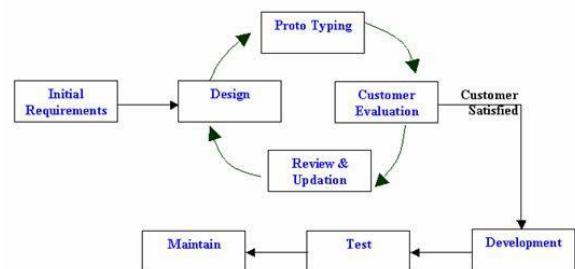 Proto Typing
Initial
Requirements
Design
Customer
Evaluation
Customer
Satisfied
Review &
Updation
Maintain
Test
Development